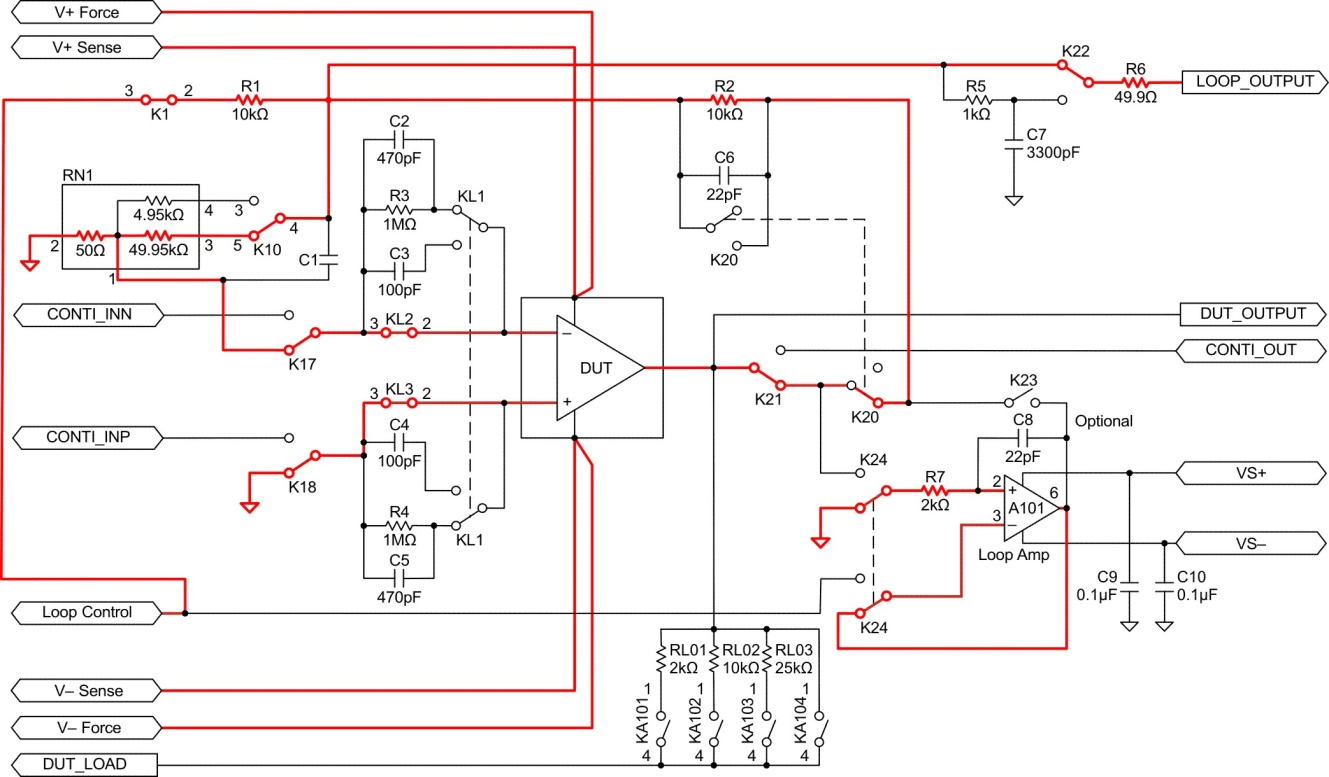 V+ Force
V+ Sense
K22
R6
49.9Ω
LOOP_OUTPUT
3
K1
2
R1
10kΩ
R2
10kΩ
R5
1kΩ
C7
3300pF
C2
470pF
C6
22pF
RN1
4.95kΩ
4
3
R3
1MΩ
KL1
K20
2
50Ω
49.95kΩ
3
5
K10
4
C1
C3
100pF
1
CONTI_INN
K17
3
KL2
2
DUT_OUTPUT
CONTI_OUT
–
DUT
+
K21
K20
K23
3
KL3
2
CONTI_INP
C4
100pF
K18
Optional
C8
22pF
K24
R7
2kΩ
2
+
A101
6
3
–
Loop Amp
VS+
VS–
R4
1MΩ
KL1
C5
470pF
C9
0.1µF
C10
0.1µF
Loop Control
K24
RL01
2kΩ
RL02
10kΩ
RL03
25kΩ
V– Sense
1
1
1
1
KA101
KA102
KA103
KA104
V– Force
4
4
4
4
DUT_LOAD